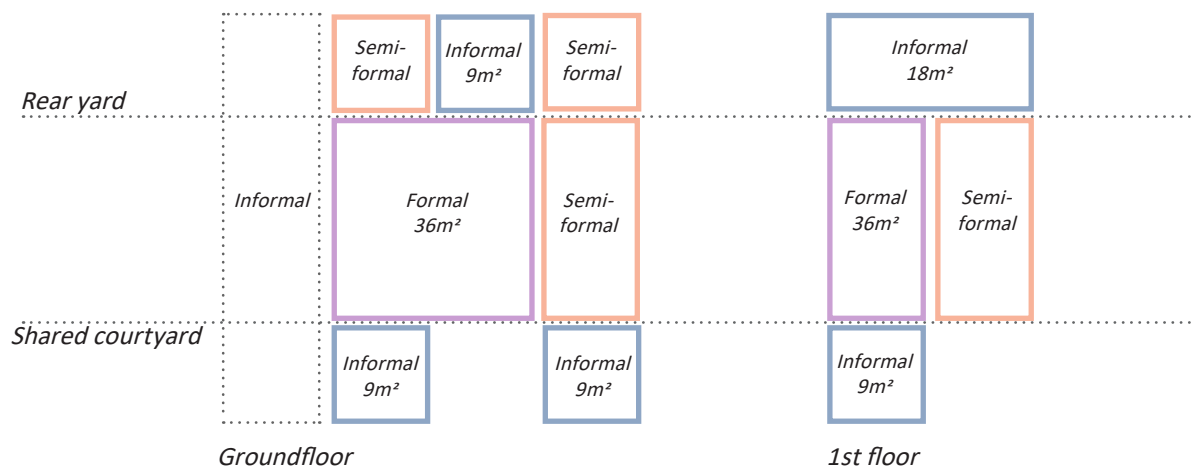 Semi-
formal
Informal
9m²
Semi-
formal
Informal
18m²
Rear yard
Informal
Formal
36m²
Semi-
formal
Formal
36m²
Semi-
formal
Shared courtyard
Informal
9m²
Informal
9m²
Informal
9m²
Groundfloor
1st floor